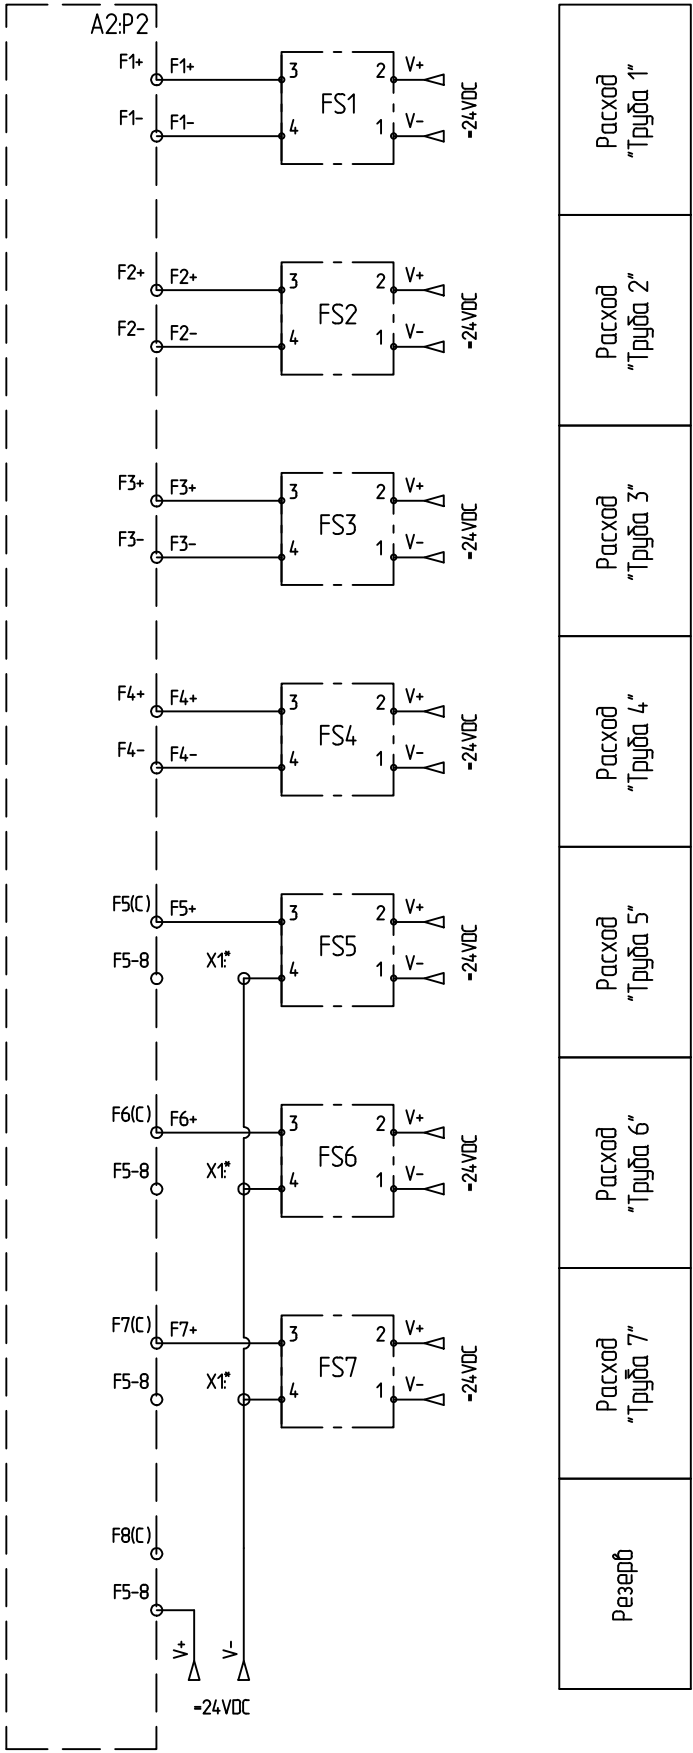 A2:P2
F1+ F1+ 3 FS1 2 V+
F1- F1- 4 1 V-
=24VDC
Расход
"Труба 1"
F2+ F2+ 3 FS2 2 V+
F2- F2- 4 1 V-
=24VDC
Расход
"Труба 2"
F3+ F3+ 3 FS3 2 V+
F3- F3- 4 1 V-
=24VDC
Расход
"Труба 3"
F4+ F4+ 3 FS4 2 V+
F4- F4- 4 1 V-
=24VDC
Расход
"Труба 4"
F5(C) F5+ 3 FS5 2 V+
F5-8 X1:* 4 1 V-
=24VDC
Расход
"Труба 5"
F6(C) F6+ 3 FS6 2 V+
F5-8 X1:* 4 1 V-
=24VDC
Расход
"Труба 6"
F7(C) F7+ 3 FS7 2 V+
F5-8 X1:* 4 1 V-
=24VDC
Расход
"Труба 7"
F8(C)
F5-8
V+ V-
=24VDC
Резерв